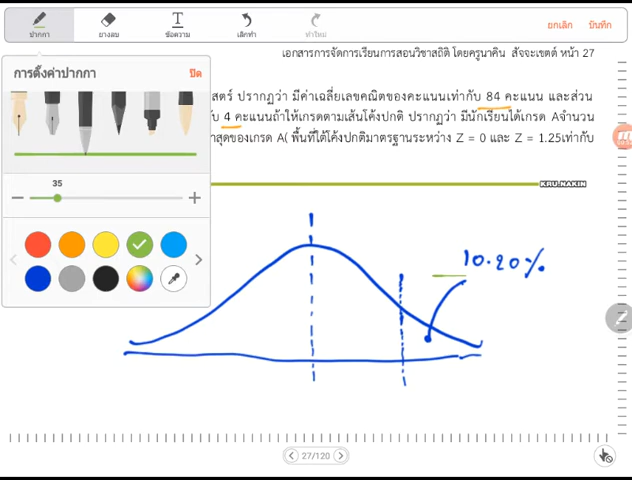 ปากกา
ยางลบ
T
ข้อความ
เลิกทำ
ทำใหม่
ยกเลิก
บันทึก
เอกสารการจัดการเรียนการสอนวิชาสถิติ โดยครูนาคิน สัจจะเขตต์ หน้า 27
การตั้งค่าปากกา
ปิด
สตร์ ปรากฏว่า มีค่าเฉลี่ยเลขคณิตของคะแนนเท่ากับ 84 คะแนน และส่วน
ับ 4 คะแนนถ้าให้เกรดตามเส้นโค้งปกติ ปรากฏว่า มีนักเรียนได้เกรด Aจำนวน
าสุดของเกรด A( พื้นที่ใต้โค้งปกติมาตรฐานระหว่าง Z = 0 และ Z = 1.25เท่ากับ
35
KRU-NAKIN
10.20%
Z
27/120